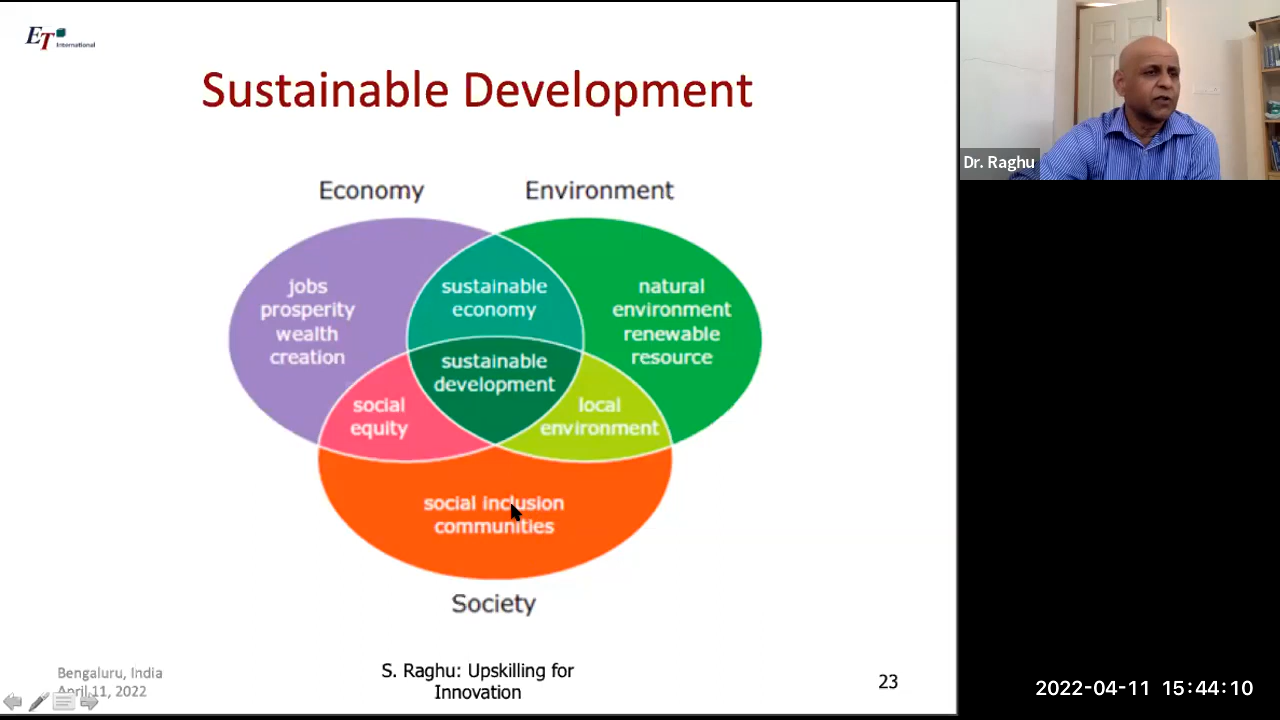 ET
International
Sustainable Development
Economy
Environment
jobs
prosperity
wealth
creation
sustainable
economy
natural
environment
renewable
resource
sustainable
development
social
equity
local
environment
social inclusion
communities
Society
Bengaluru, India
April 11, 2022
S. Raghu: Upskilling for
Innovation
23
Dr. Raghu
2022-04-11 15:44:10